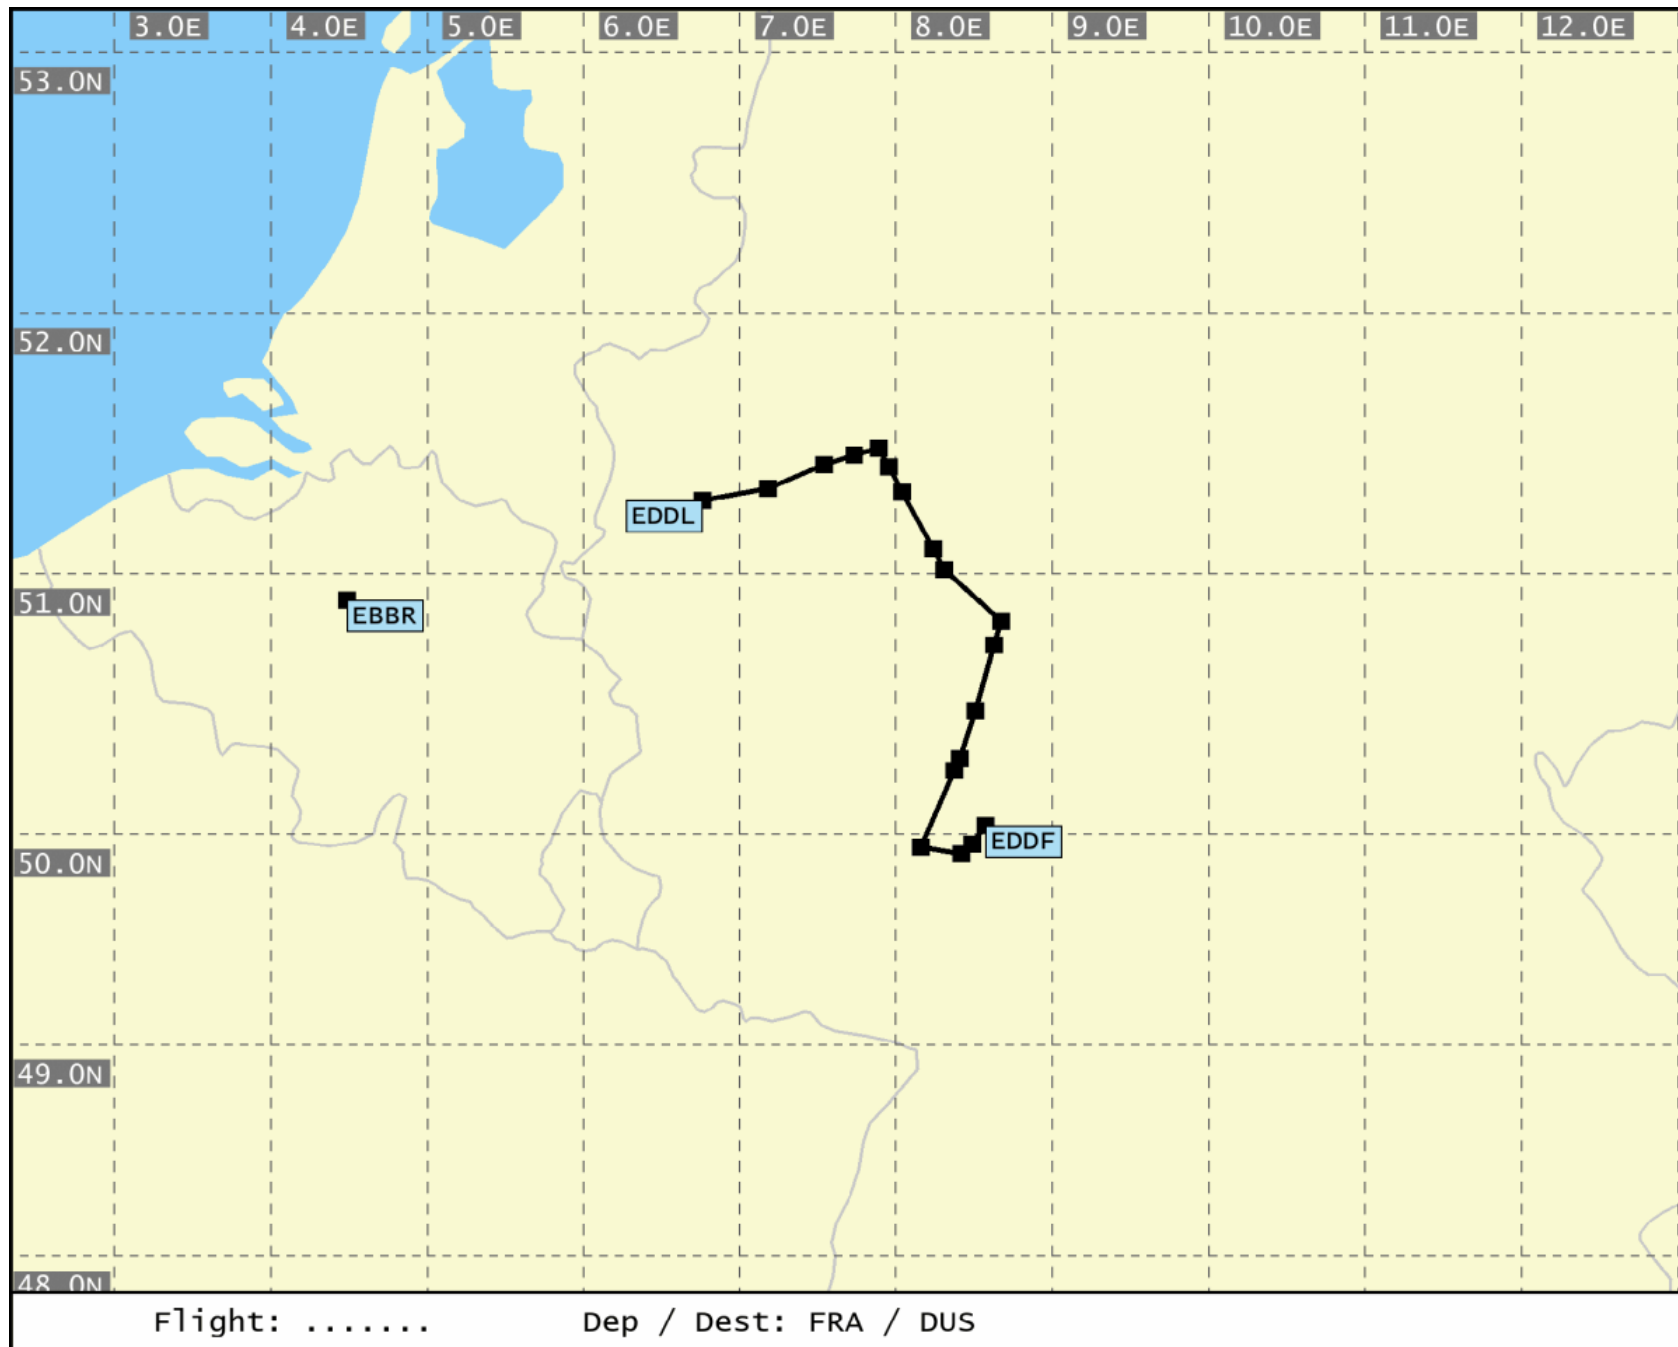 3.0E 4.0E 5.0E 6.0E 7.0E 8.0E 9.0E 10.0E 11.0E 12.0E
53.0N
52.0N
EDDL
51.0N
EBBR
EDDF
50.0N
49.0N
48.0N
Flight: ....... Dep / Dest: FRA / DUS